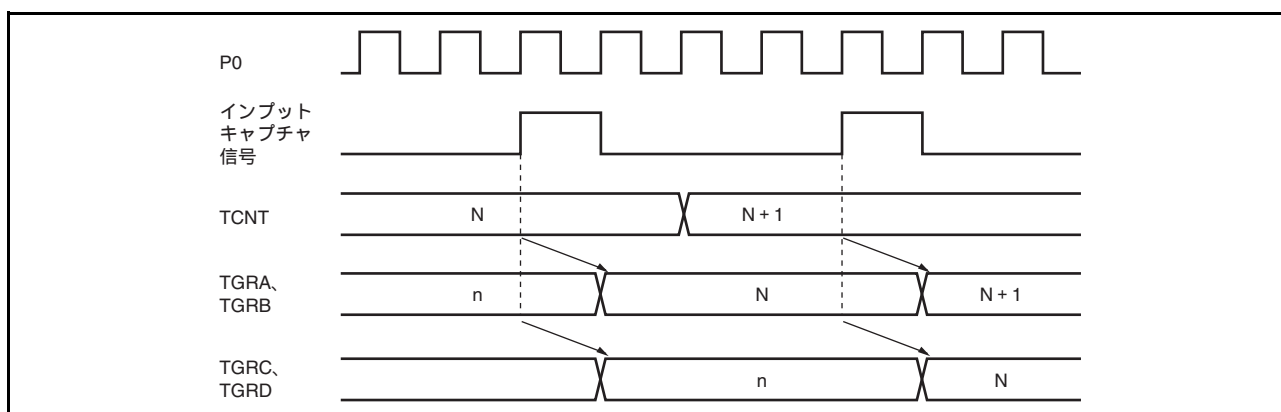 P0
インプット
キャプチャ
信号
TCNT
N
N + 1
TGRA、
TGRB
n
N
N + 1
TGRC、
TGRD
n
N